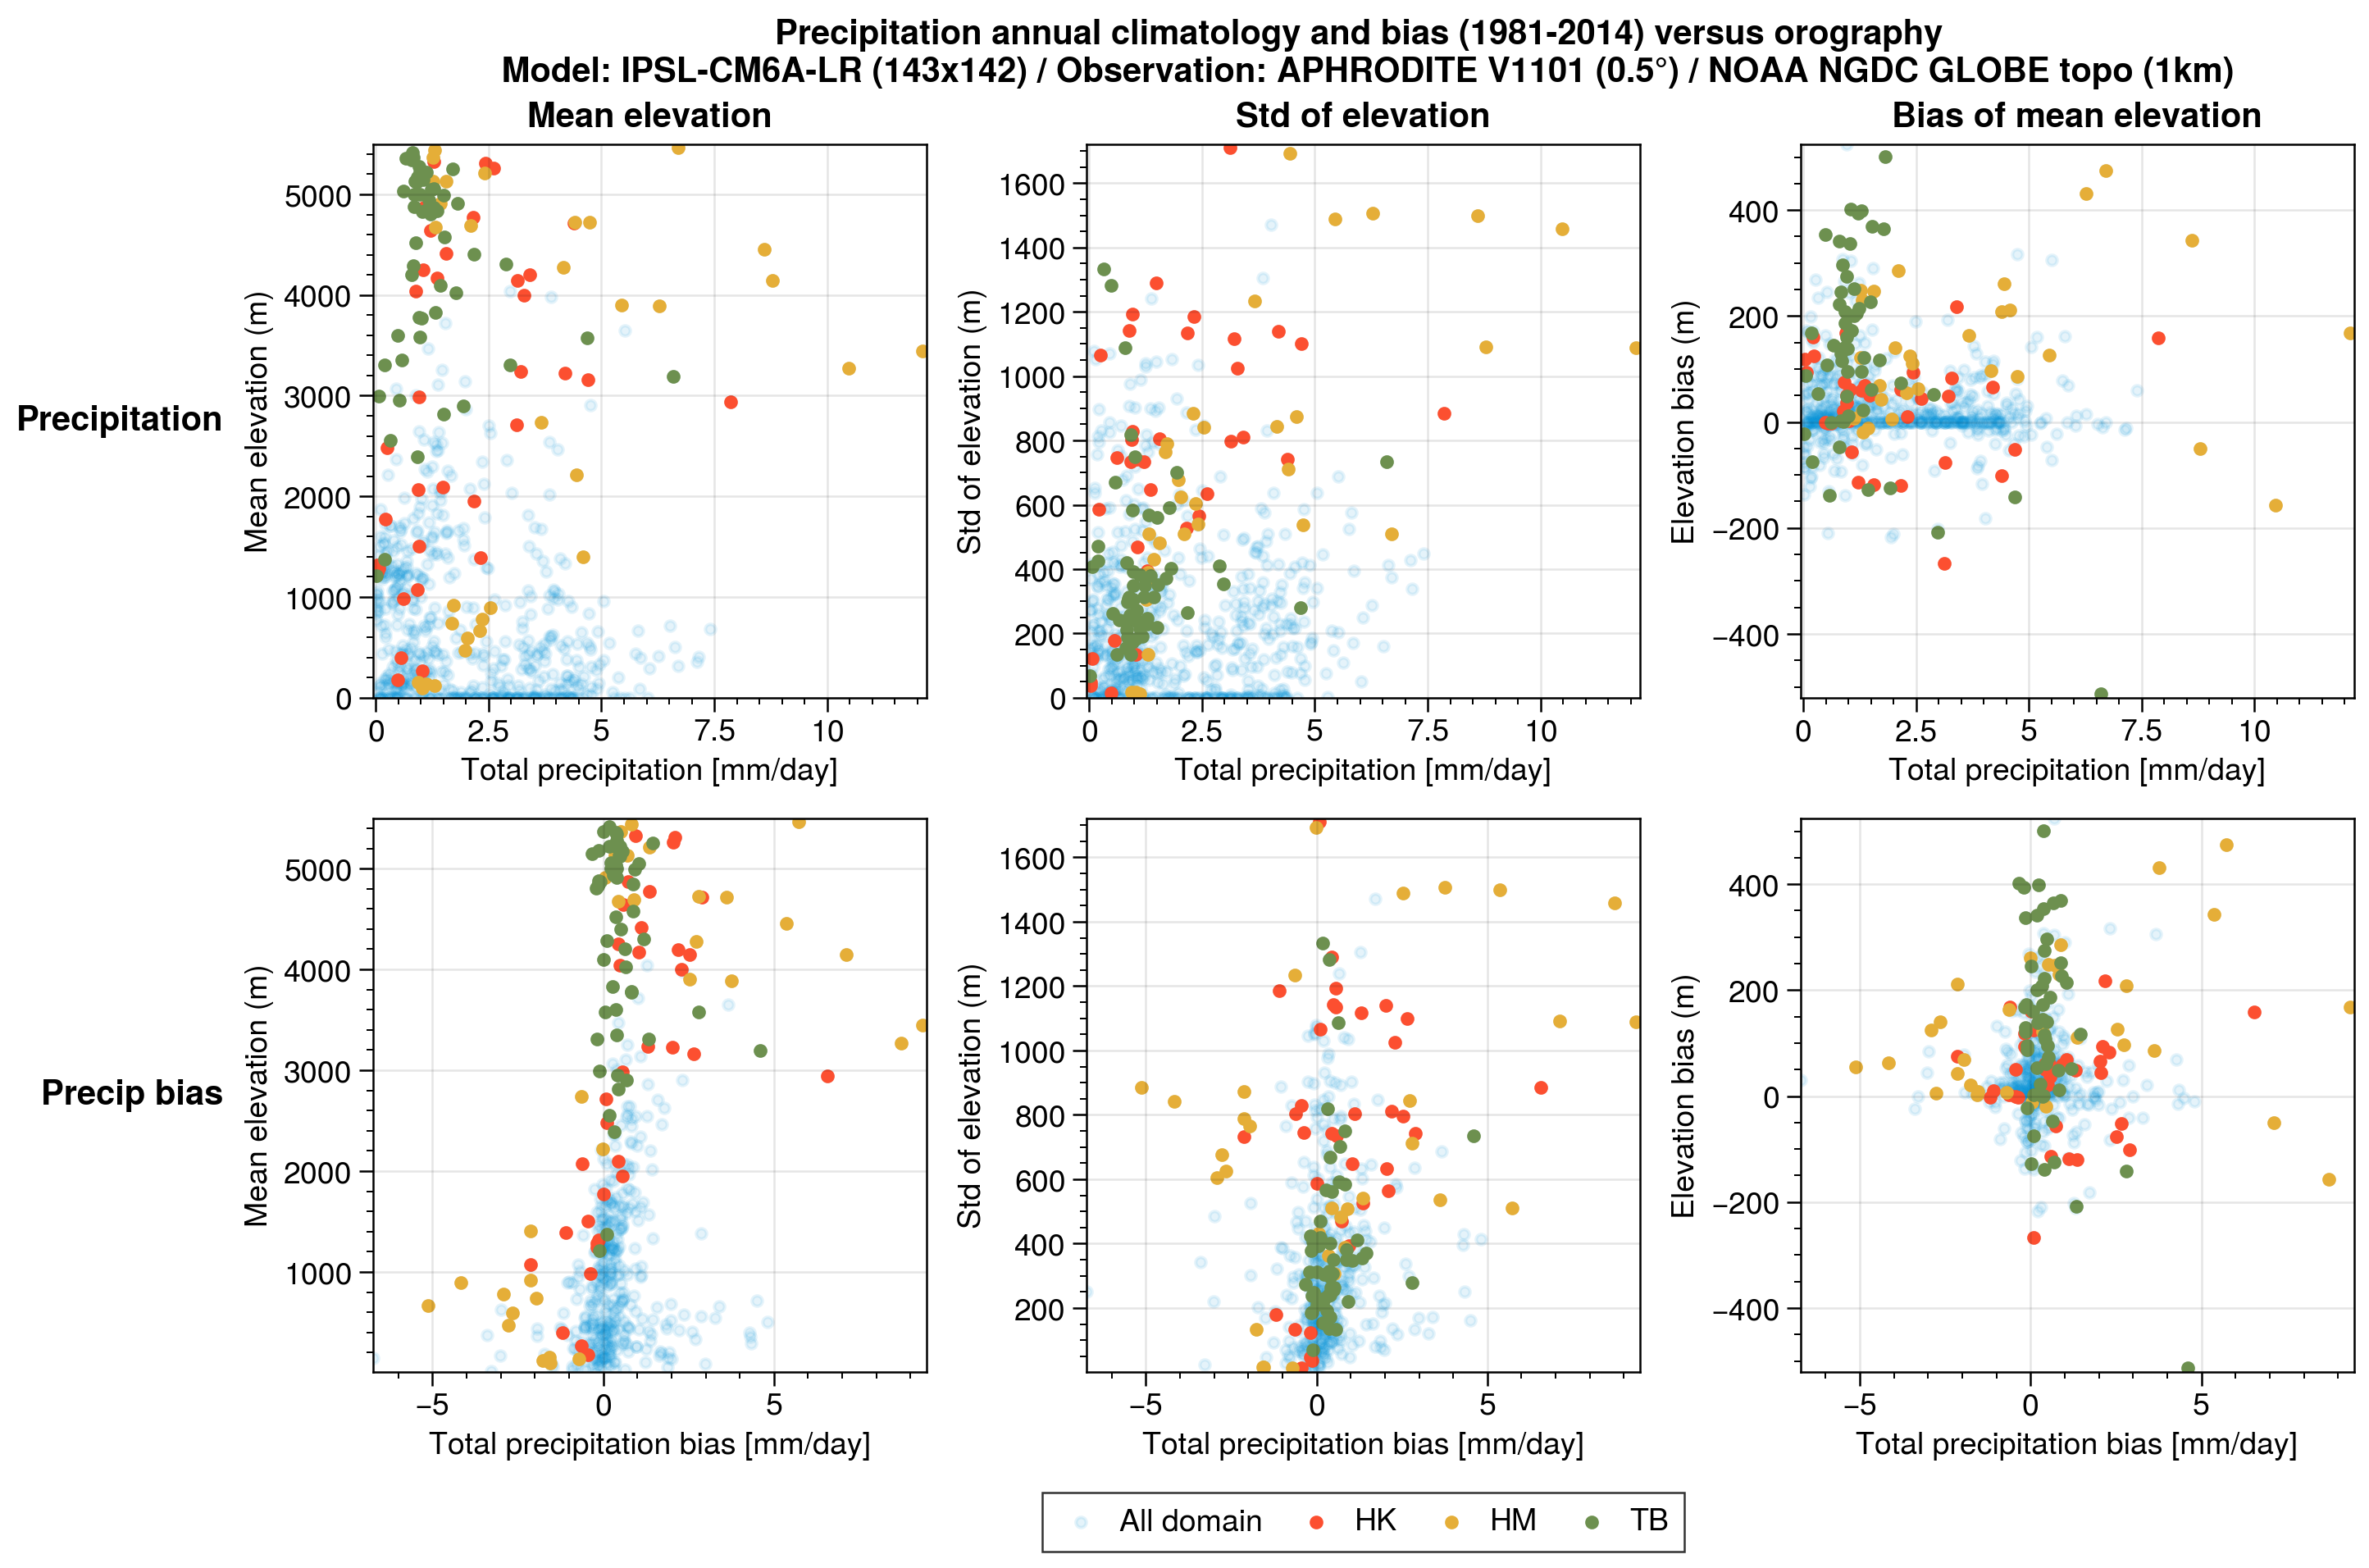 Precipitation annual climatology and bias (1981-2014) versus orography
Model: IPSL-CM6A-LR (143x142) / Observation: APHRODITE V1101 (0.5°) / NOAA NGDC GLOBE topo (1km)
Mean elevation
Std of elevation
Bias of mean elevation
Precipitation
Mean elevation (m)
5000
4000
3000
2000
1000
0
0 2.5 5 7.5 10
Total precipitation [mm/day]
Std of elevation (m)
1600
1400
1200
1000
800
600
400
200
0
0 2.5 5 7.5 10
Total precipitation [mm/day]
Elevation bias (m)
400
200
0
−200
−400
0 2.5 5 7.5 10
Total precipitation [mm/day]
Precip bias
Mean elevation (m)
5000
4000
3000
2000
1000
−5 0 5
Total precipitation bias [mm/day]
Std of elevation (m)
1600
1400
1200
1000
800
600
400
200
−5 0 5
Total precipitation bias [mm/day]
Elevation bias (m)
400
200
0
−200
−400
−5 0 5
Total precipitation bias [mm/day]
All domain HK HM TB